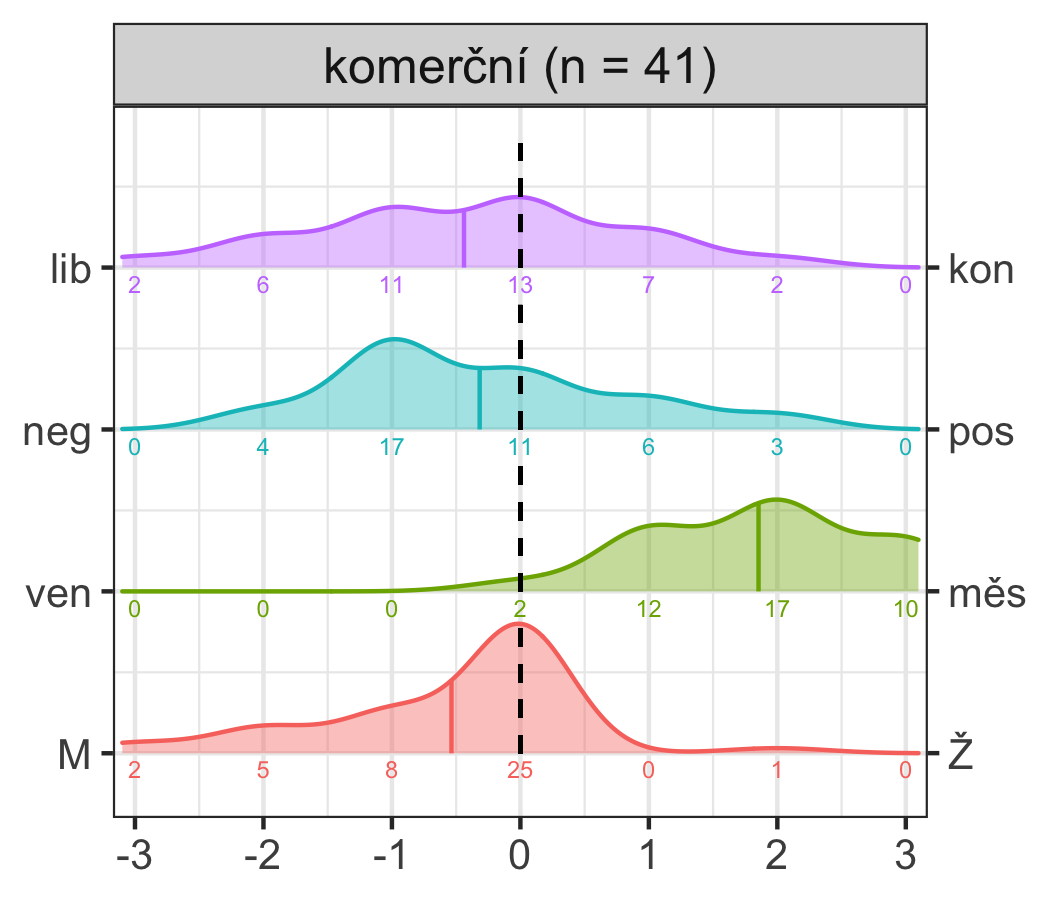 komerční (n = 41)
lib kon
2 6 11 13 7 2 0
neg pos
0 4 17 11 6 3 0
ven měs
0 0 0 2 12 17 10
M Ž
2 5 8 25 0 1 0
-3 -2 -1 0 1 2 3